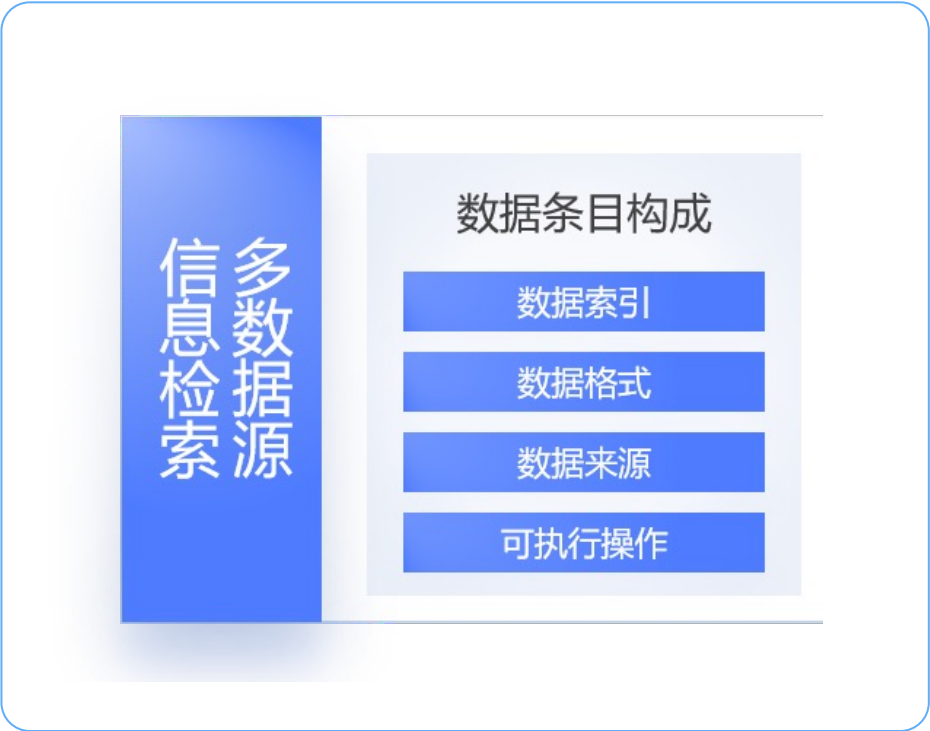 多数据源
信息检索
数据条目构成
数据索引
数据格式
数据来源
可执行操作